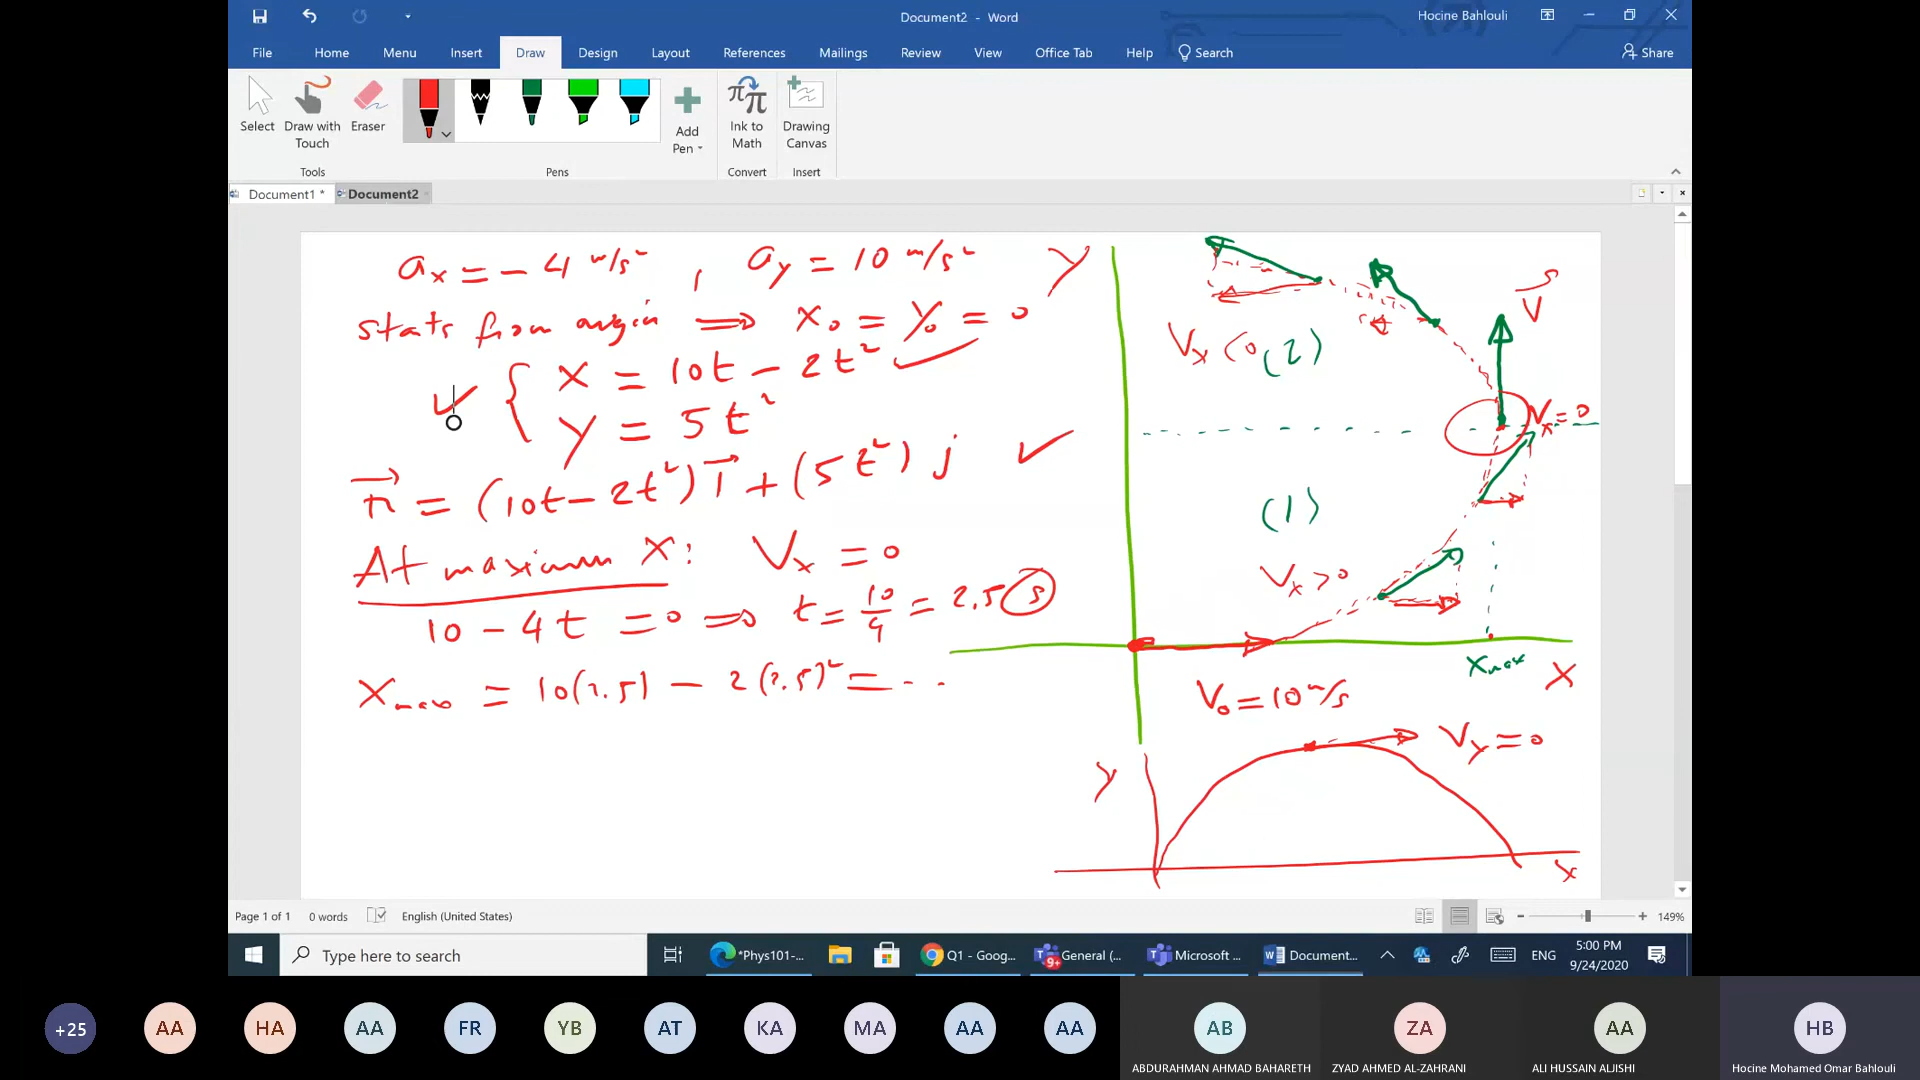 Document2 - Word
Hocine Bahlouli
File Home Menu Insert Draw Design Layout References Mailings Review View Office Tab Help Search Share
Select
Draw with Touch
Eraser
Add Pen
Ink to Math
Drawing Canvas
Tools Pens Convert Insert
Document1 * Document2
ax = - 4 m/s² , ay = 10 m/s²
starts from origin ⇒ x₀ = y₀ = 0
x = 10t - 2t²
y = 5t²
r = (10t - 2t²) i + (5t²) j
At maximum x: Vx = 0
10 - 4t = 0 ⇒ t = 10/4 = 2.5 s
Xmax = 10(2.5) - 2(2.5)² = ...
y
V
Vx < 0 (2)
Vx = 0
(1)
Vx > 0
Xmax
X
V₀ = 10 m/s
Vy = 0
y
x
Page 1 of 1 0 words English (United States) 149%
Type here to search
*Phys101-...
Q1 - Goog...
9+ General (...
Microsoft ...
Document...
ENG
5:00 PM
9/24/2020
+25 AA HA AA FR YB AT KA MA AA AA AB ZA AA HB
ABDURAHMAN AHMAD BAHARETH ZYAD AHMED AL-ZAHRANI ALI HUSSAIN ALJISHI Hocine Mohamed Omar Bahlouli